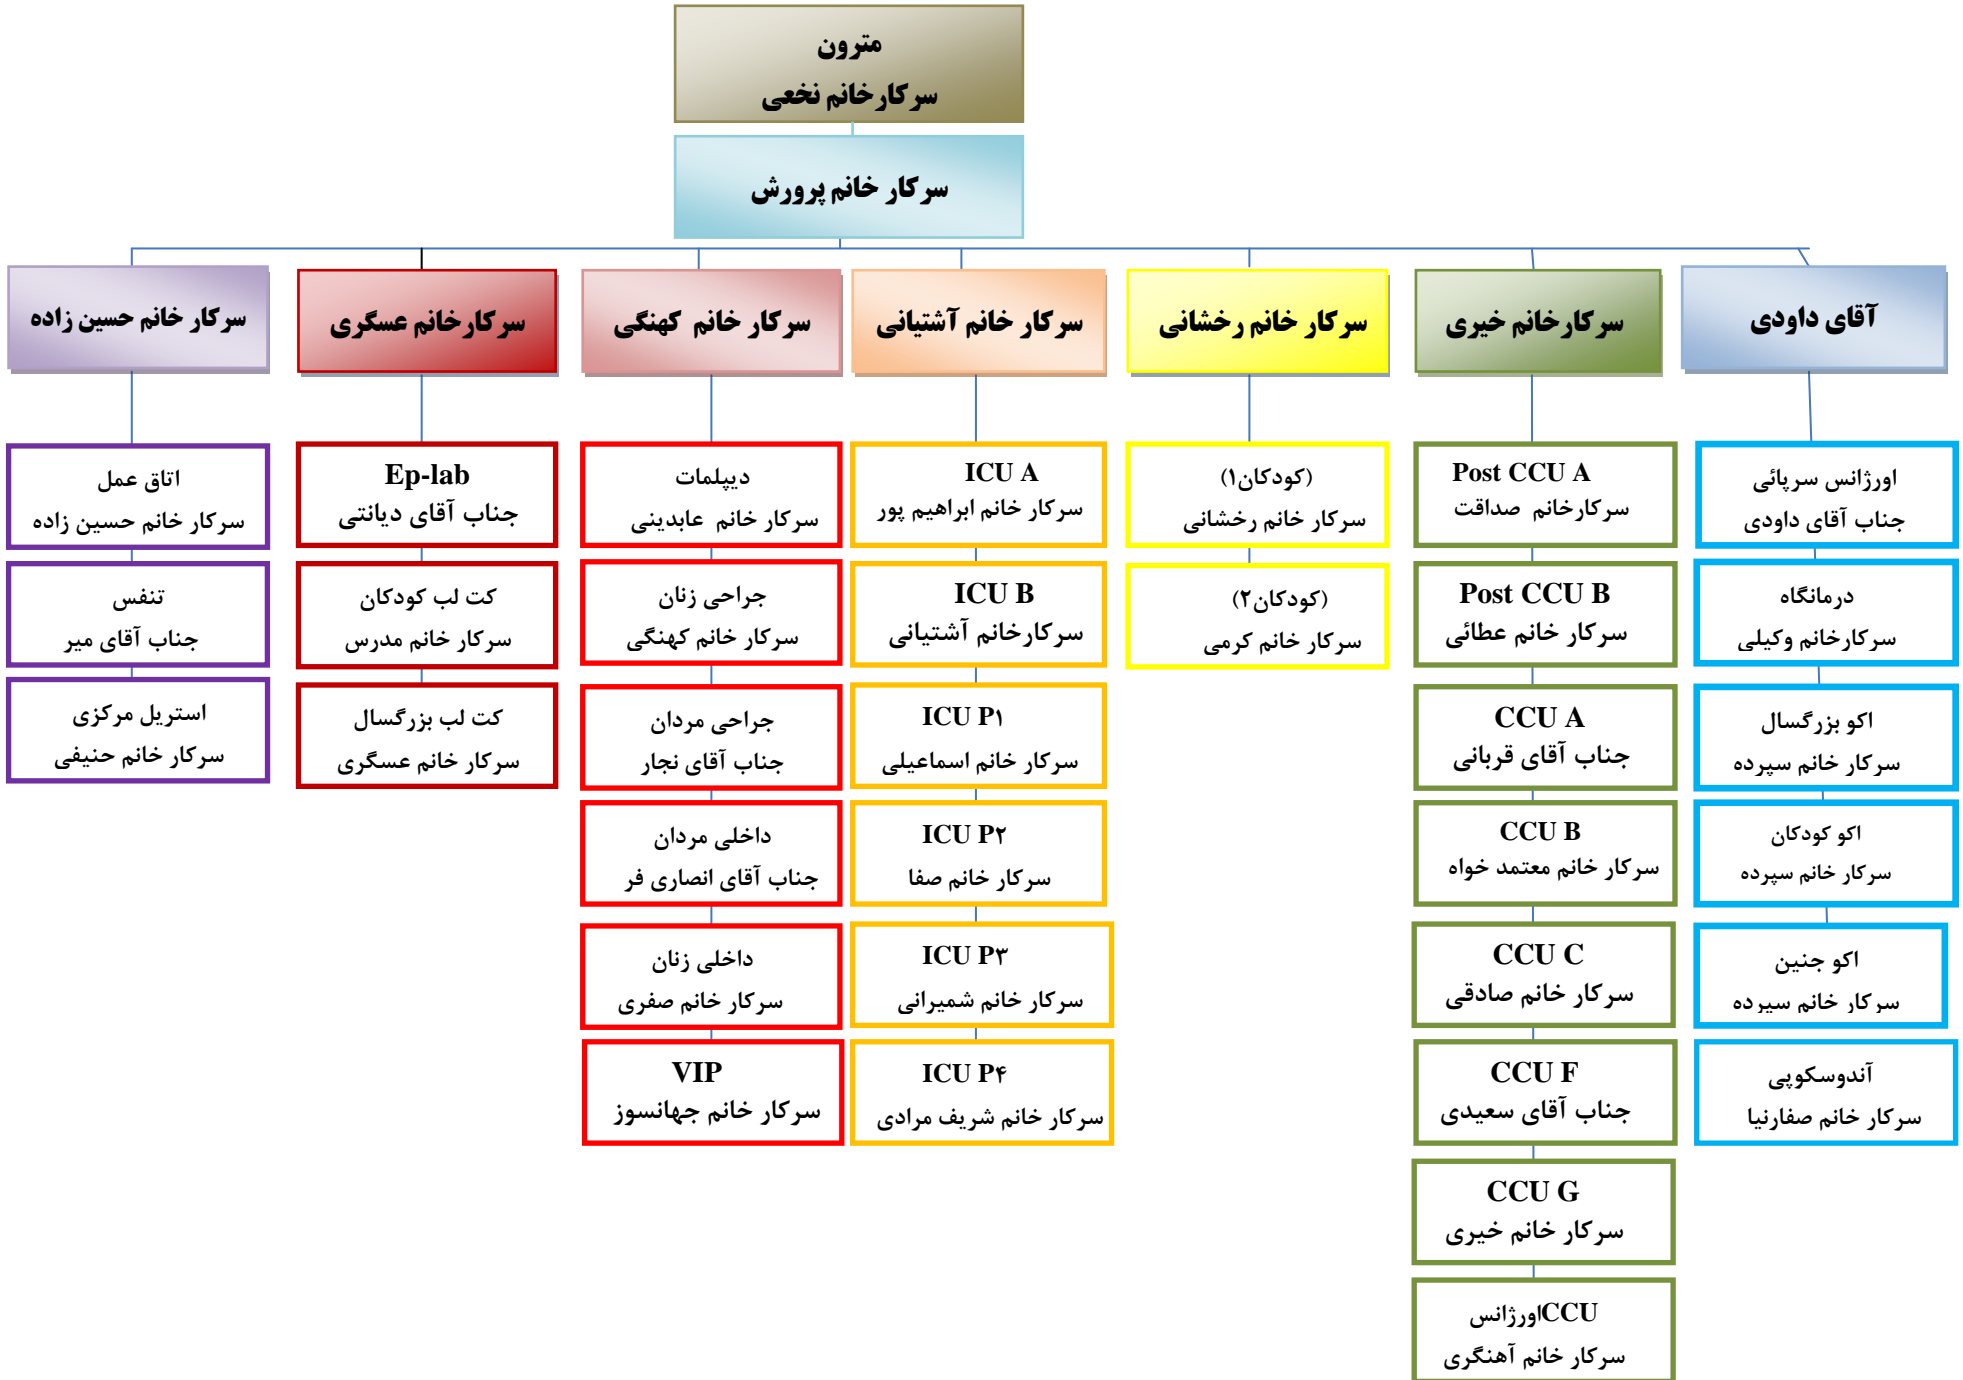 مترون
سرکارخانم نخعی
سرکار خانم پرورش
آقای داودی
سرکارخانم خیری
سرکار خانم رخشانی
سرکار خانم آشتیانی
سرکار خانم کهنگی
سرکارخانم عسگری
سرکار خانم حسین زاده
اورژانس سرپائی
جناب آقای داودی
درمانگاه
سرکارخانم وکیلی
اکو بزرگسال
سرکار خانم سپرده
اکو کودکان
سرکار خانم سپرده
اکو جنین
سرکار خانم سپرده
آندوسکوپی
سرکار خانم صفارنیا
Post CCU A
سرکارخانم صداقت
Post CCU B
سرکار خانم عطائی
CCU A
جناب آقای قربانی
CCU B
سرکار خانم معتمد خواه
CCU C
سرکار خانم صادقی
CCU F
جناب آقای سعیدی
CCU G
سرکار خانم خیری
CCUاورژانس
سرکار خانم آهنگری
(کودکان۱)
سرکار خانم رخشانی
(کودکان۲)
سرکار خانم کرمی
ICU A
سرکار خانم ابراهیم پور
ICU B
سرکارخانم آشتیانی
ICU P۱
سرکار خانم اسماعیلی
ICU P۲
سرکار خانم صفا
ICU P۳
سرکار خانم شمیرانی
ICU P۴
سرکار خانم شریف مرادی
دیپلمات
سرکار خانم عابدینی
جراحی زنان
سرکار خانم کهنگی
جراحی مردان
جناب آقای نجار
داخلی مردان
جناب آقای انصاری فر
داخلی زنان
سرکار خانم صفری
VIP
سرکار خانم جهانسوز
Ep-lab
جناب آقای دیانتی
کت لب کودکان
سرکار خانم مدرس
کت لب بزرگسال
سرکار خانم عسگری
اتاق عمل
سرکار خانم حسین زاده
تنفس
جناب آقای میر
استریل مرکزی
سرکار خانم حنیفی